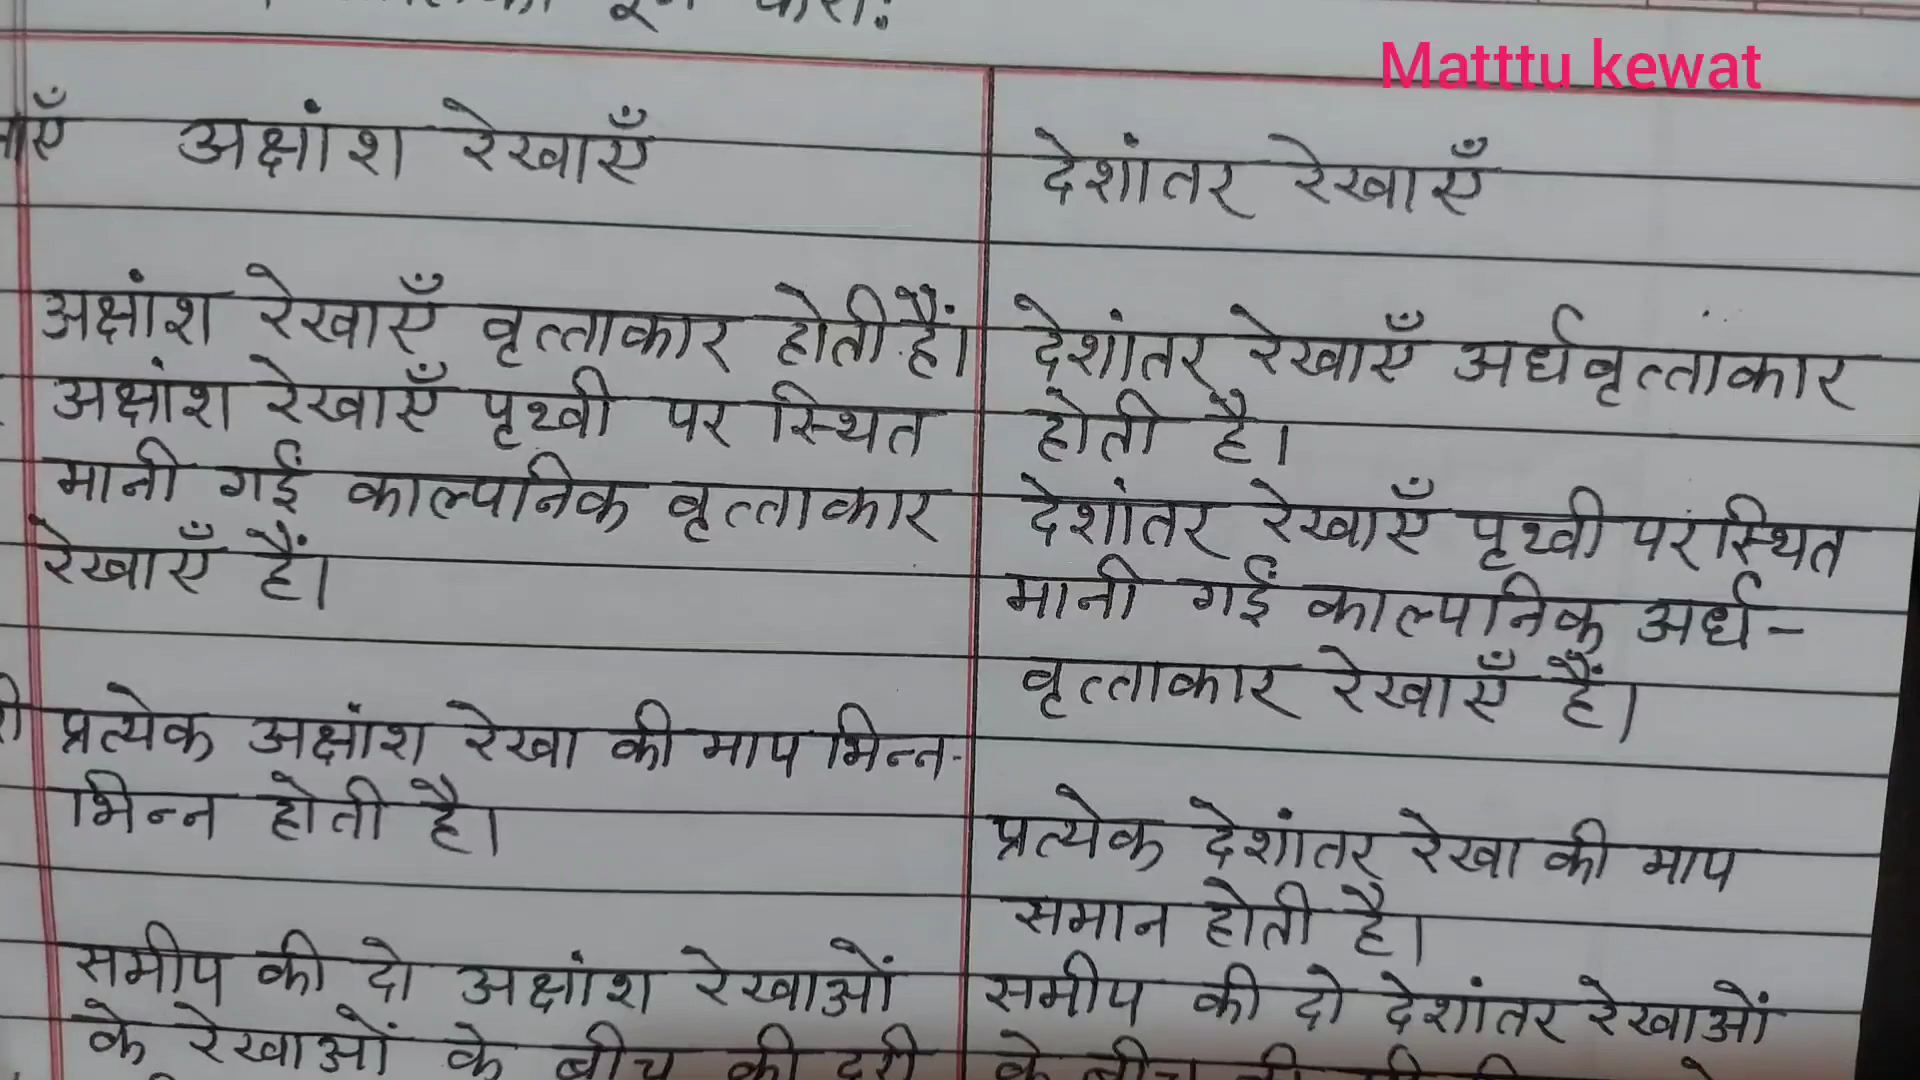 Matttu kewat
अक्षांश रेखाएँ
देशांतर रेखाएँ
अक्षांश रेखाएँ वृत्ताकार होती हैं।
अक्षांश रेखाएँ पृथ्वी पर स्थित
मानी गई काल्पनिक वृत्ताकार
रेखाएँ हैं।
प्रत्येक अक्षांश रेखा की माप भिन्न-
भिन्न होती है।
समीप की दो अक्षांश रेखाओं
के रेखाओं के बीच की दूरी
देशांतर रेखाएँ अर्धवृत्तांकार
होती है।
देशांतर रेखाएँ पृथ्वी पर स्थित
मानी गई काल्पनिक अर्ध-
वृत्ताकार रेखाएँ हैं।
प्रत्येक देशांतर रेखा की माप
समान होती है।
समीप की दो देशांतर रेखाओं
के बीच की